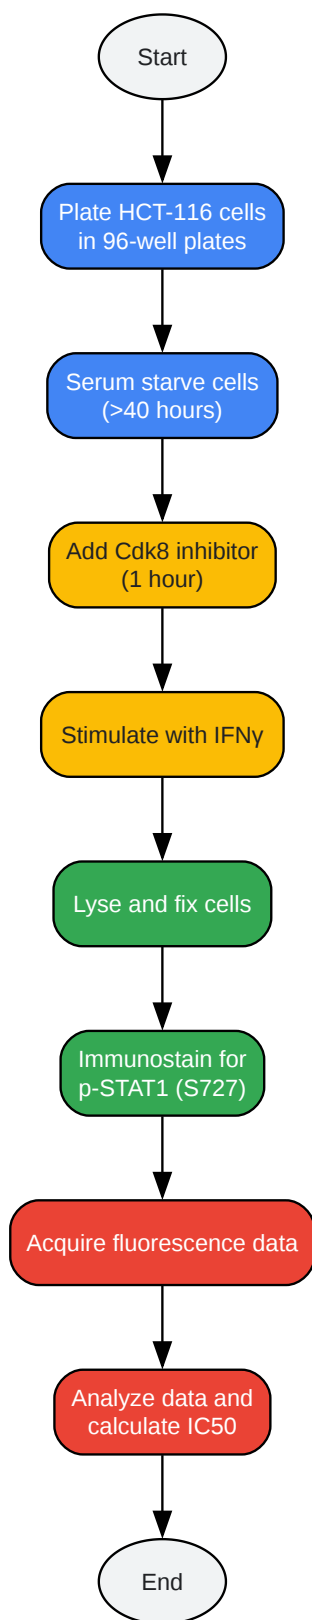 Start
Plate HCT-116 cells
in 96-well plates
Serum starve cells
(>40 hours)
Add Cdk8 inhibitor
(1 hour)
Stimulate with IFNγ
Lyse and fix cells
Immunostain for
p-STAT1 (S727)
Acquire fluorescence data
Analyze data and
calculate IC50
End